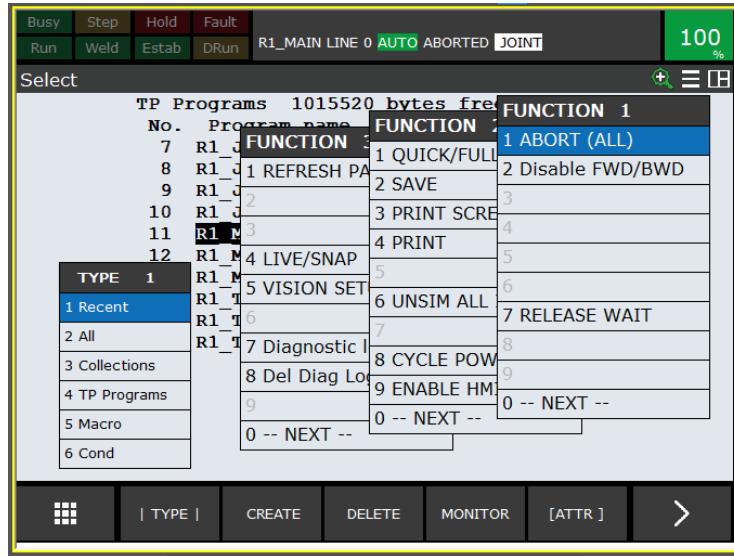 Busy Step Hold Fault
Run Weld Estab DRun
R1_MAIN LINE 0 AUTO ABORTED JOINT
100
%
Select
TP Programs 1015520 bytes free
No. Program name
7 R1_J
8 R1_J
9 R1_J
10 R1_J
11 R1_M
12 R1_M
R1_M
R1_T
R1_T
R1_T
TYPE 1
1 Recent
2 All
3 Collections
4 TP Programs
5 Macro
6 Cond
FUNCTION 3
1 REFRESH PA
2
3
4 LIVE/SNAP
5 VISION SET
6
7 Diagnostic l
8 Del Diag Log
9
0 -- NEXT --
FUNCTION 2
1 QUICK/FULL
2 SAVE
3 PRINT SCRE
4 PRINT
5
6 UNSIM ALL
7
8 CYCLE POW
9 ENABLE HMI
0 -- NEXT --
FUNCTION 1
1 ABORT (ALL)
2 Disable FWD/BWD
3
4
5
6
7 RELEASE WAIT
8
9
0 -- NEXT --
| TYPE | CREATE DELETE MONITOR [ATTR ] >